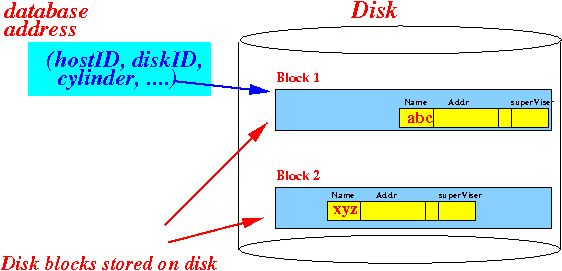 database
address
Disk
(hostID, diskID,
cylinder, ....)
Block 1
Name Addr superViser
abc
Block 2
Name Addr superViser
xyz
Disk blocks stored on disk